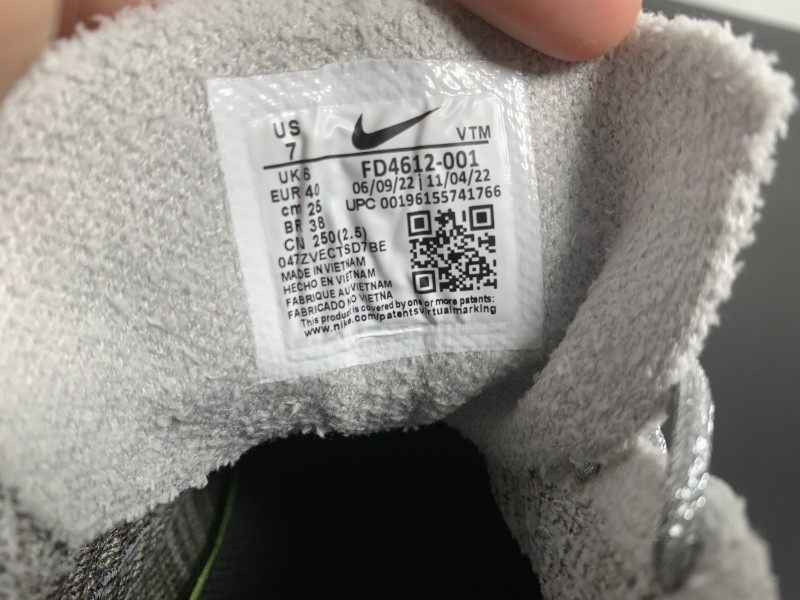 US
7
VTM
UK 6
EUR 40
cm 25
BR 38
CN 250(2.5)
FD4612-001
06/09/22 | 11/04/22
UPC 00196155741766
047ZVECTSD7BE
MADE IN VIETNAM
HECHO EN VIETNAM
FABRIQUE AU VIETNAM
FABRICADO NO VIETNA
This product is covered by one or more patents:
www.nike.com/patentsvirtualmarking